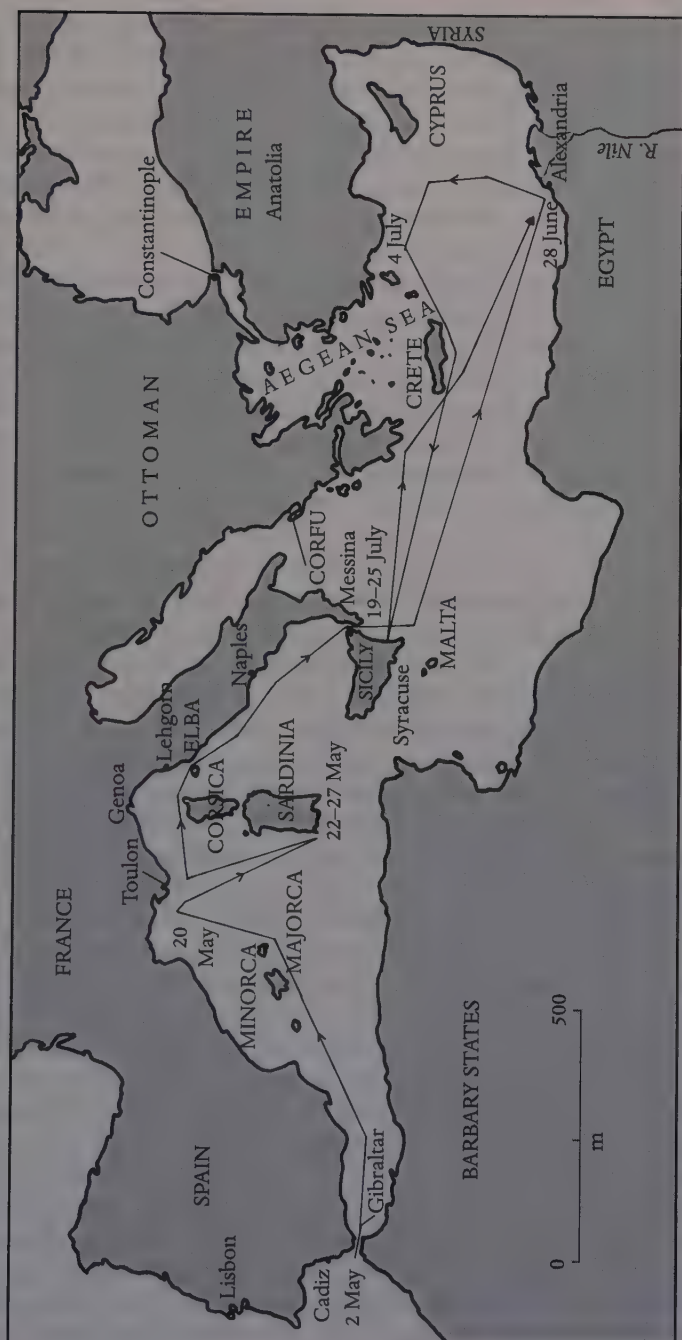 FRANCE
Genoa
Toulon
Lehgorn
ELBA
CORSICA
SARDINIA
20
May
22–27 May
MINORCA
MAJORCA
SPAIN
Lisbon
Cadiz
2 May
Gibraltar
BARBARY STATES
0
500
m
Naples
CORFU
Messina
19–25 July
SICILY
Syracuse
MALTA
OTTOMAN
EMPIRE
Anatolia
Constantinople
AEGEAN SEA
CRETE
4 July
CYPRUS
SYRIA
28 June
Alexandria
R. Nile
EGYPT